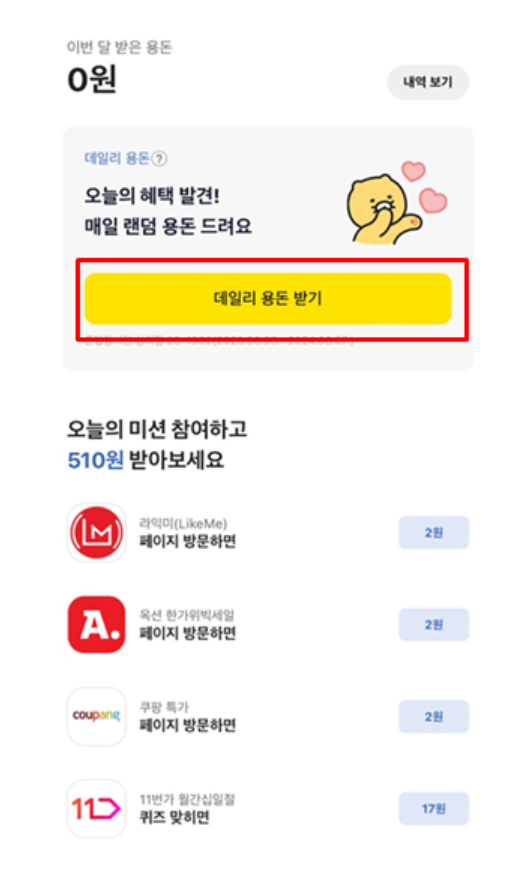 이번 달 받은 용돈
0원
내역 보기
데일리 용돈 ?
오늘의 혜택 발견!
매일 랜덤 용돈 드려요
데일리 용돈 받기
오늘의 미션 참여하고
510원 받아보세요
LM
라익미(LikeMe)
페이지 방문하면
2원
A.
옥션 한가위빅세일
페이지 방문하면
2원
coupang
쿠팡 특가
페이지 방문하면
2원
11
11번가 월간십일절
퀴즈 맞히면
17원